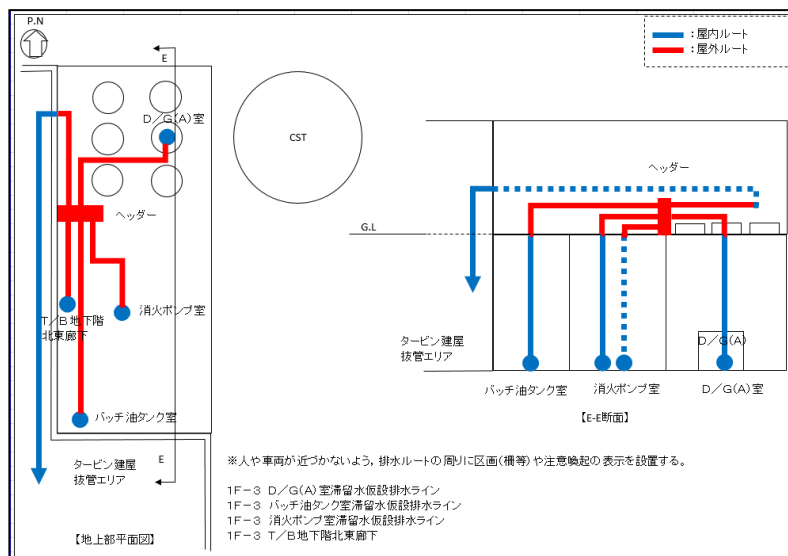 P.N
E
:屋内ルート
:屋外ルート
D/G(A)室
CST
ヘッダー
ヘッダー
G.L
T/B地下階
北東廊下
消火ポンプ室
タービン建屋
抜管エリア
D/G(A)
バッチ油タンク室
消火ポンプ室
D/G(A)室
【E-E断面】
バッチ油タンク室
E
タービン建屋
抜管エリア
【地上部平面図】
※人や車両が近づかないよう、排水ルートの周りに区画(柵等)や注意喚起の表示を設置する。
1F-3 D/G(A)室滞留水仮設排水ライン
1F-3 バッチ油タンク室滞留水仮設排水ライン
1F-3 消火ポンプ室滞留水仮設排水ライン
1F-3 T/B地下階北東廊下